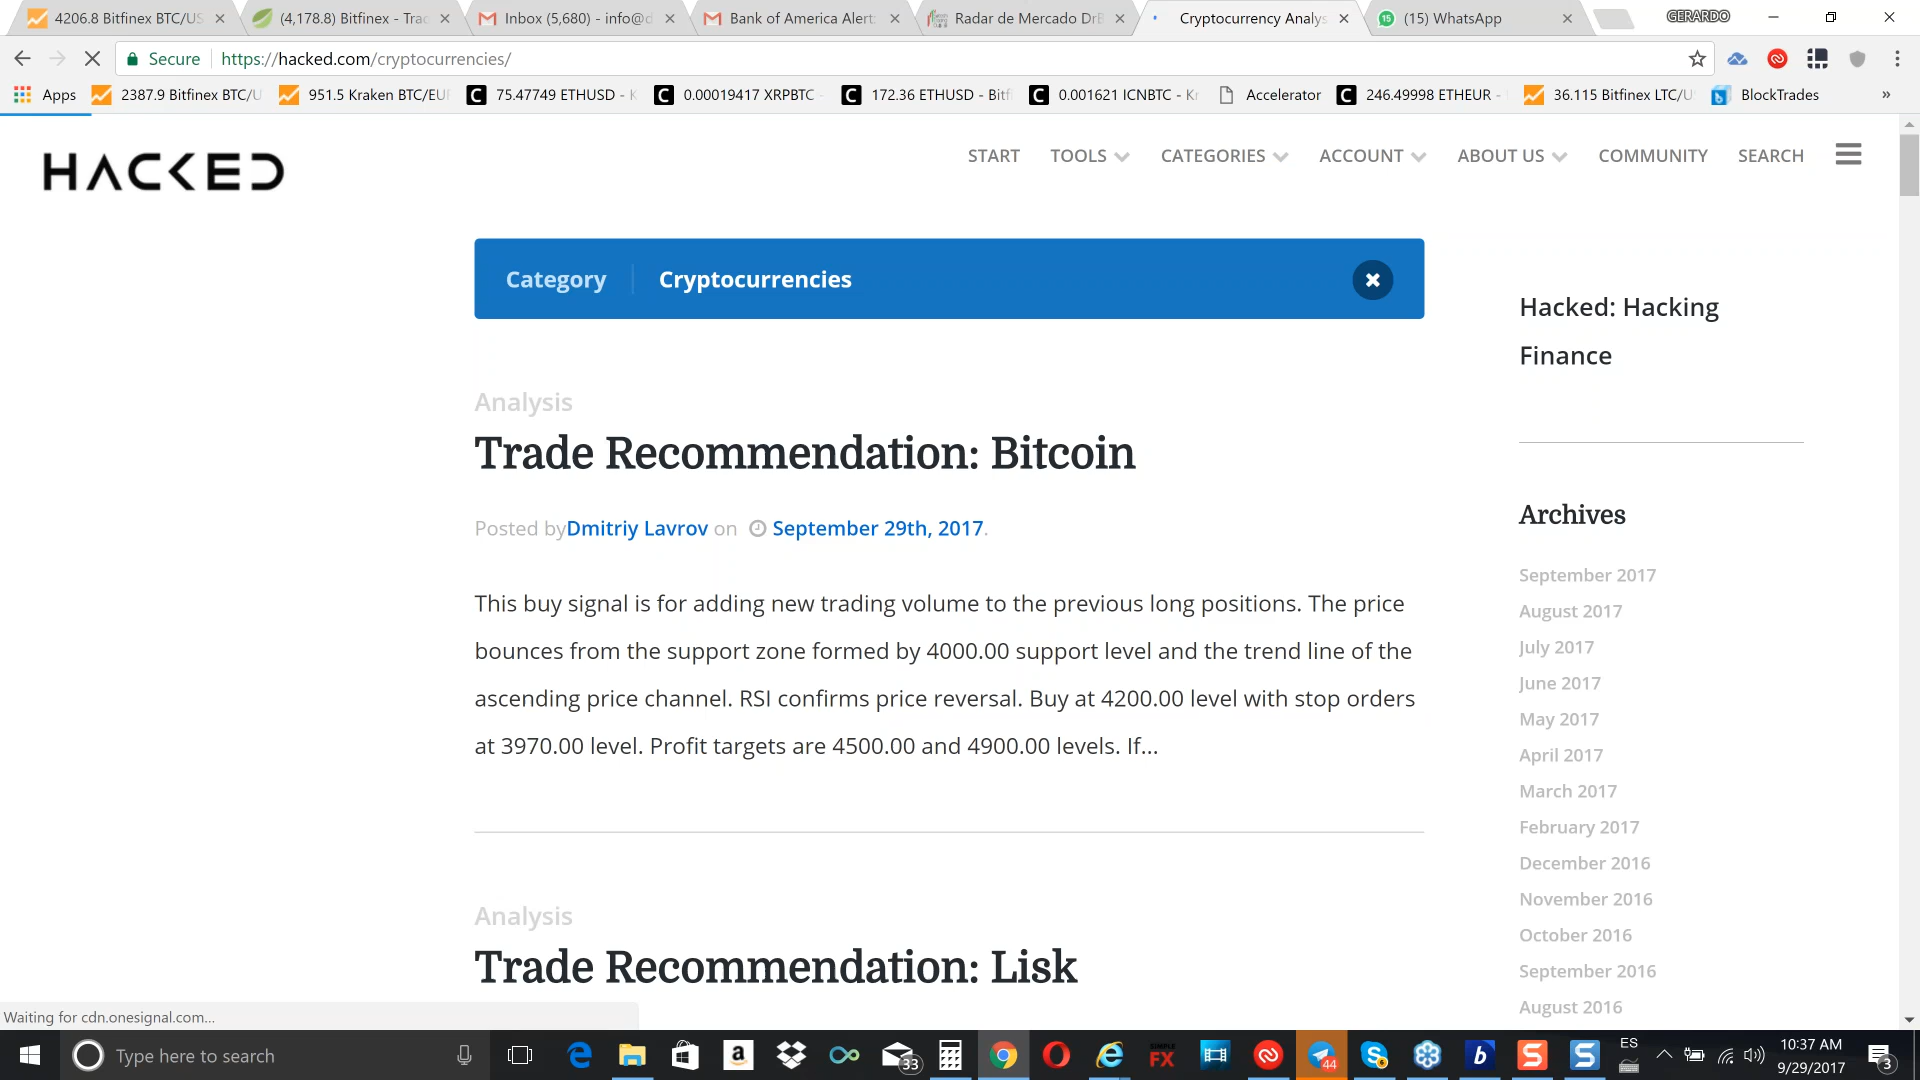 4206.8 Bitfinex BTC/US
(4,178.8) Bitfinex - Trad
Inbox (5,680) - info@d
Bank of America Alert:
Radar de Mercado DrB
Cryptocurrency Analys
(15) WhatsApp
GERARDO
Secure
https://hacked.com/cryptocurrencies/
Apps
2387.9 Bitfinex BTC/U
951.5 Kraken BTC/EU
75.47749 ETHUSD - K
0.00019417 XRPBTC -
172.36 ETHUSD - Bitf
0.001621 ICNBTC - Kr
Accelerator
246.49998 ETHEUR -
36.115 Bitfinex LTC/U
BlockTrades
»
HACKED
START
TOOLS
CATEGORIES
ACCOUNT
ABOUT US
COMMUNITY
SEARCH
Category
Cryptocurrencies
Analysis
Trade Recommendation: Bitcoin
Posted byDmitriy Lavrov on September 29th, 2017.
This buy signal is for adding new trading volume to the previous long positions. The price
bounces from the support zone formed by 4000.00 support level and the trend line of the
ascending price channel. RSI confirms price reversal. Buy at 4200.00 level with stop orders
at 3970.00 level. Profit targets are 4500.00 and 4900.00 levels. If...
Analysis
Trade Recommendation: Lisk
Hacked: Hacking
Finance
Archives
September 2017
August 2017
July 2017
June 2017
May 2017
April 2017
March 2017
February 2017
December 2016
November 2016
October 2016
September 2016
August 2016
Waiting for cdn.onesignal.com...
Type here to search
33
SIMPLE
FX
44
6
ES
10:37 AM
9/29/2017
3